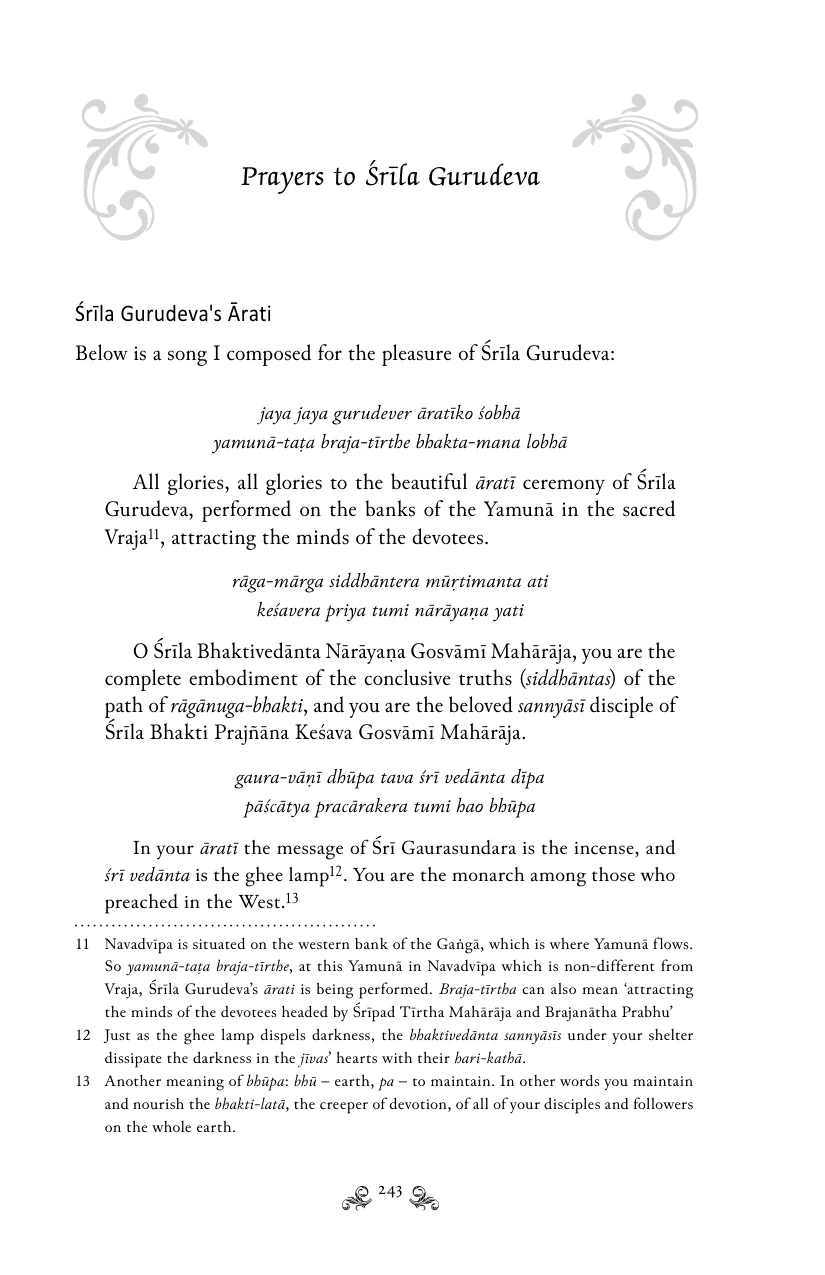 Prayers to Śrīla Gurudeva
Śrīla Gurudeva's Ārati
Below is a song I composed for the pleasure of Śrīla Gurudeva:
jaya jaya gurudever āratīko śobhā
yamunā-taṭa braja-tīrthe bhakta-mana lobhā
All glories, all glories to the beautiful āratī ceremony of Śrīla
Gurudeva, performed on the banks of the Yamunā in the sacred
Vraja11, attracting the minds of the devotees.
rāga-mārga siddhāntera mūṛtimanta ati
keśavera priya tumi nārāyaṇa yati
O Śrīla Bhaktivedānta Nārāyaṇa Gosvāmī Mahārāja, you are the
complete embodiment of the conclusive truths (siddhāntas) of the
path of rāgānuga-bhakti, and you are the beloved sannyāsī disciple of
Śrīla Bhakti Prajñāna Keśava Gosvāmī Mahārāja.
gaura-vāṇī dhūpa tava śrī vedānta dīpa
pāścātya pracārakera tumi hao bhūpa
In your āratī the message of Śrī Gaurasundara is the incense, and
śrī vedānta is the ghee lamp12. You are the monarch among those who
preached in the West.13
11 Navadvīpa is situated on the western bank of the Gaṅgā, which is where Yamunā flows.
So yamunā-taṭa braja-tīrthe, at this Yamunā in Navadvīpa which is non-different from
Vraja, Śrīla Gurudeva's ārati is being performed. Braja-tīrtha can also mean ‘attracting
the minds of the devotees headed by Śrīpad Tīrtha Mahārāja and Brajanātha Prabhu’
12 Just as the ghee lamp dispels darkness, the bhaktivedānta sannyāsīs under your shelter
dissipate the darkness in the jīvas’ hearts with their hari-kathā.
13 Another meaning of bhūpa: bhū – earth, pa – to maintain. In other words you maintain
and nourish the bhakti-latā, the creeper of devotion, of all of your disciples and followers
on the whole earth.
243